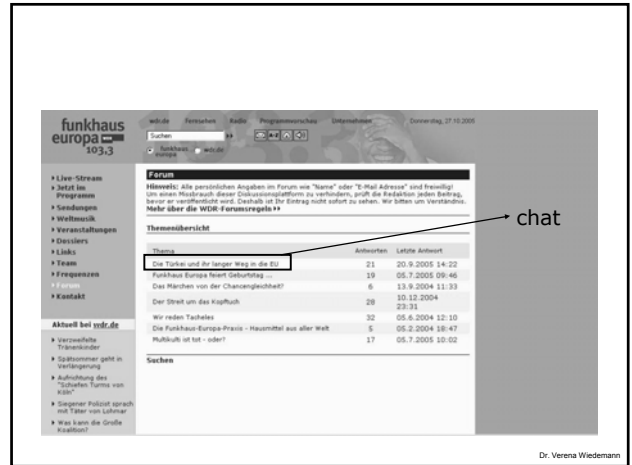 funkhaus
europa
103,3
wdr.de Fernsehen Radio Programmvorschau Unternehmen Donnerstag, 27.10.2005
Suchen
A-Z
funkhaus europa wdr.de
Live-Stream
Jetzt im Programm
Sendungen
Weltmusik
Veranstaltungen
Dossiers
Links
Team
Frequenzen
Forum
Kontakt
Aktuell bei wdr.de
Verzweifelte Tränenkinder
Spätsommer geht in Verlängerung
Aufrichtung des "Schiefen Turms von Köln"
Siegener Polizist sprach mit Täter von Lohmar
Was kann die Große Koalition?
Forum
Hinweis: Alle persönlichen Angaben im Forum wie "Name" oder "E-Mail Adresse" sind freiwillig!
Um einen Missbrauch dieser Diskussionsplattform zu verhindern, prüft die Redaktion jeden Beitrag,
bevor er veröffentlicht wird. Deshalb ist Ihr Eintrag nicht sofort zu sehen. Wir bitten um Verständnis.
Mehr über die WDR-Forumsregeln
Themenübersicht
Thema Antworten Letzte Antwort
Die Türkei und ihr langer Weg in die EU 21 20.9.2005 14:22
Funkhaus Europa feiert Geburtstag ... 19 05.7.2005 09:46
Das Märchen von der Chancengleichheit? 6 13.9.2004 11:33
Der Streit um das Kopftuch 28 10.12.2004 23:31
Wir reden Tacheles 32 05.6.2004 12:10
Die Funkhaus-Europa-Praxis - Hausmittel aus aller Welt 5 05.2.2004 18:47
Multikulti ist tot - oder? 17 05.7.2005 10:02
Suchen
chat
Dr. Verena Wiedemann